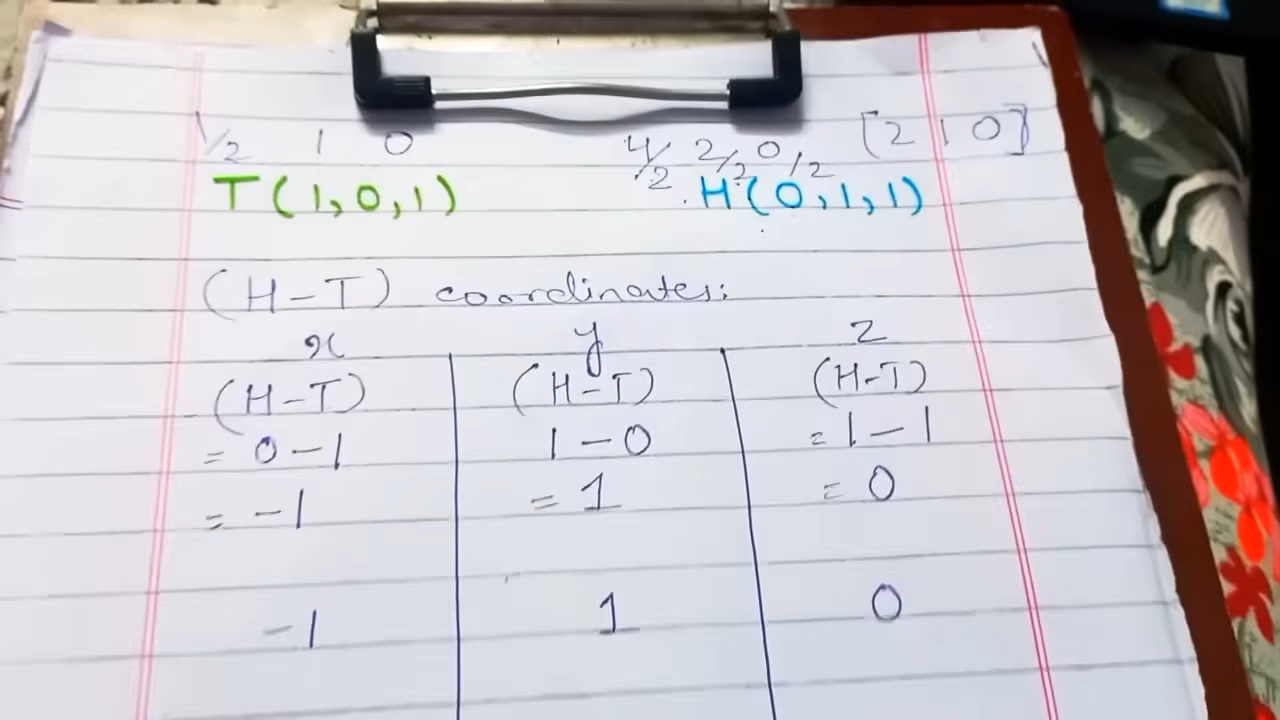 1/2 1 0 4/2 2/2 0/2 [2 1 0]
T(1,0,1) H(0,1,1)
(H-T) coordinates:
x y z
(H-T) (H-T) (H-T)
= 0-1 1-0 = 1-1
= -1 = 1 = 0
-1 1 0